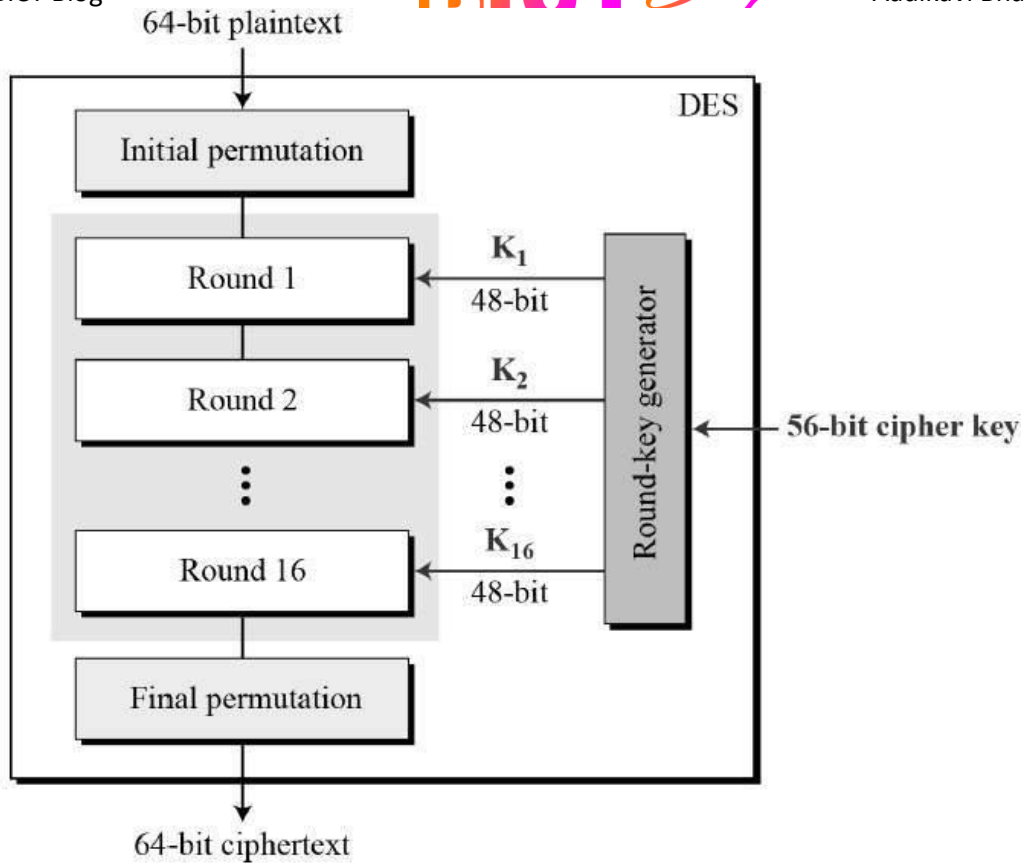 64-bit plaintext
DES
Initial permutation
Round 1
K1
48-bit
Round 2
K2
48-bit
Round-key generator
56-bit cipher key
Round 16
K16
48-bit
Final permutation
64-bit ciphertext